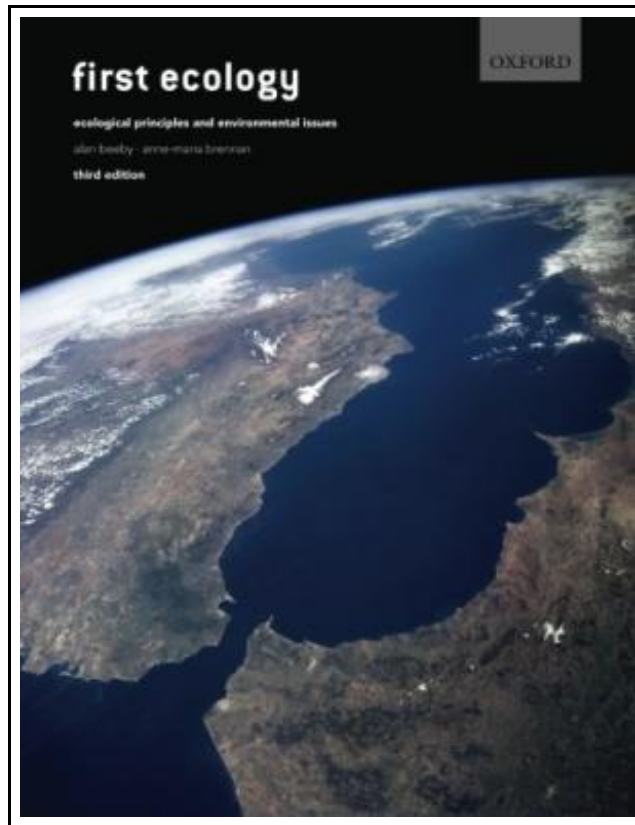 first ecology
OXFORD
ecological principles and environmental issues
alan beeby · anne-maria brennan
third edition